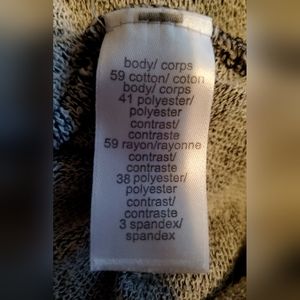 body/ corps
59 cotton/ coton
body/ corps
41 polyester/
polyester
contrast/
contraste
59 rayon/rayonne
contrast/
contraste
38 polyester/
polyester
contrast/
contraste
3 spandex/
spandex